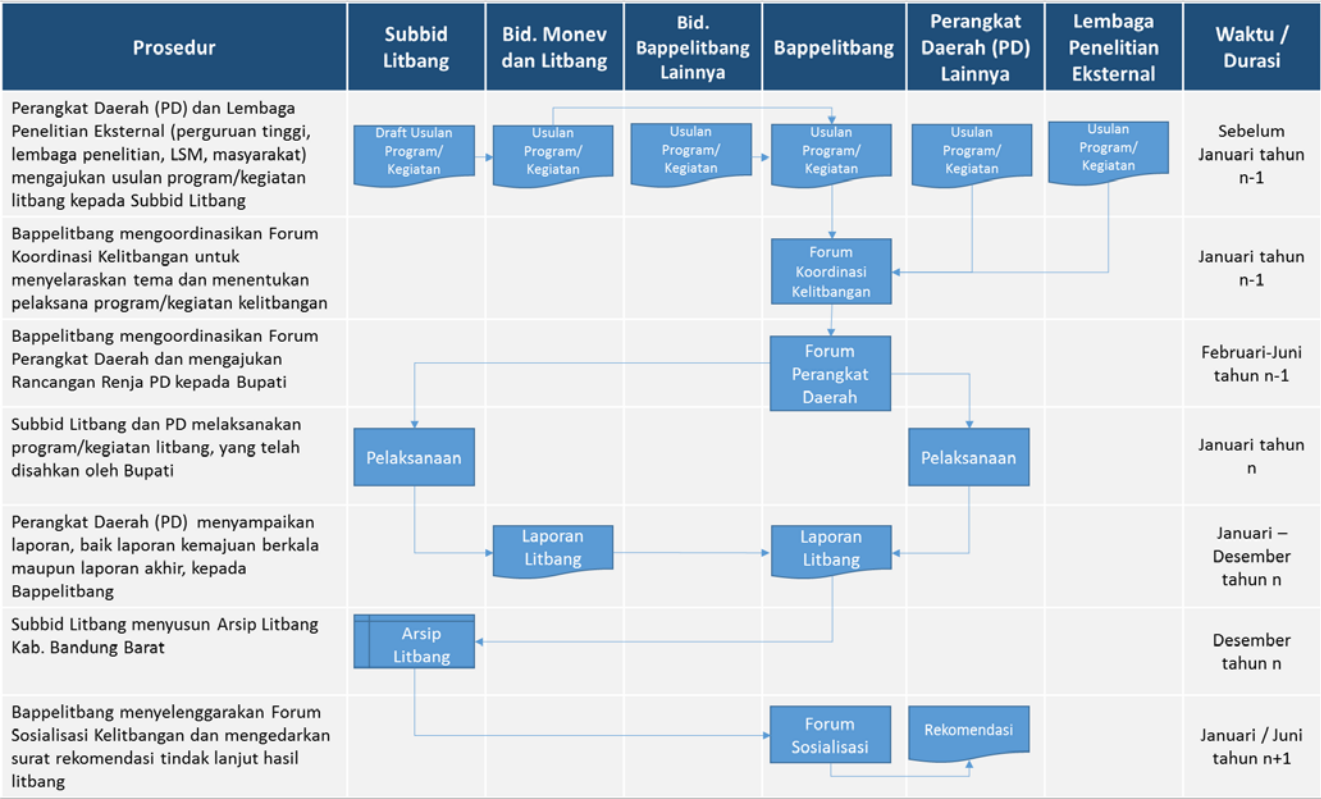 Prosedur
Subbid
Litbang
Bid. Monev
dan Litbang
Bid.
Bappelitbang
Lainnya
Bappelitbang
Perangkat
Daerah (PD)
Lainnya
Lembaga
Penelitian
Eksternal
Waktu /
Durasi
Perangkat Daerah (PD) dan Lembaga
Penelitian Eksternal (perguruan tinggi,
lembaga penelitian, LSM, masyarakat)
mengajukan usulan program/kegiatan
litbang kepada Subbid Litbang
Draft Usulan
Program/
Kegiatan
Usulan
Program/
Kegiatan
Usulan
Program/
Kegiatan
Usulan
Program/
Kegiatan
Usulan
Program/
Kegiatan
Usulan
Program/
Kegiatan
Sebelum
Januari tahun
n-1
Bappelitbang mengoordinasikan Forum
Koordinasi Kelitbangan untuk
menyelaraskan tema dan menentukan
pelaksana program/kegiatan kelitbangan
Forum
Koordinasi
Kelitbangan
Januari tahun
n-1
Bappelitbang mengoordinasikan Forum
Perangkat Daerah dan mengajukan
Rancangan Renja PD kepada Bupati
Forum
Perangkat
Daerah
Februari-Juni
tahun n-1
Subbid Litbang dan PD melaksanakan
program/kegiatan litbang, yang telah
disahkan oleh Bupati
Pelaksanaan
Pelaksanaan
Januari tahun
n
Perangkat Daerah (PD) menyampaikan
laporan, baik laporan kemajuan berkala
maupun laporan akhir, kepada
Bappelitbang
Laporan
Litbang
Laporan
Litbang
Januari –
Desember
tahun n
Subbid Litbang menyusun Arsip Litbang
Kab. Bandung Barat
Arsip
Litbang
Desember
tahun n
Bappelitbang menyelenggarakan Forum
Sosialisasi Kelitbangan dan mengedarkan
surat rekomendasi tindak lanjut hasil
litbang
Forum
Sosialisasi
Rekomendasi
Januari / Juni
tahun n+1